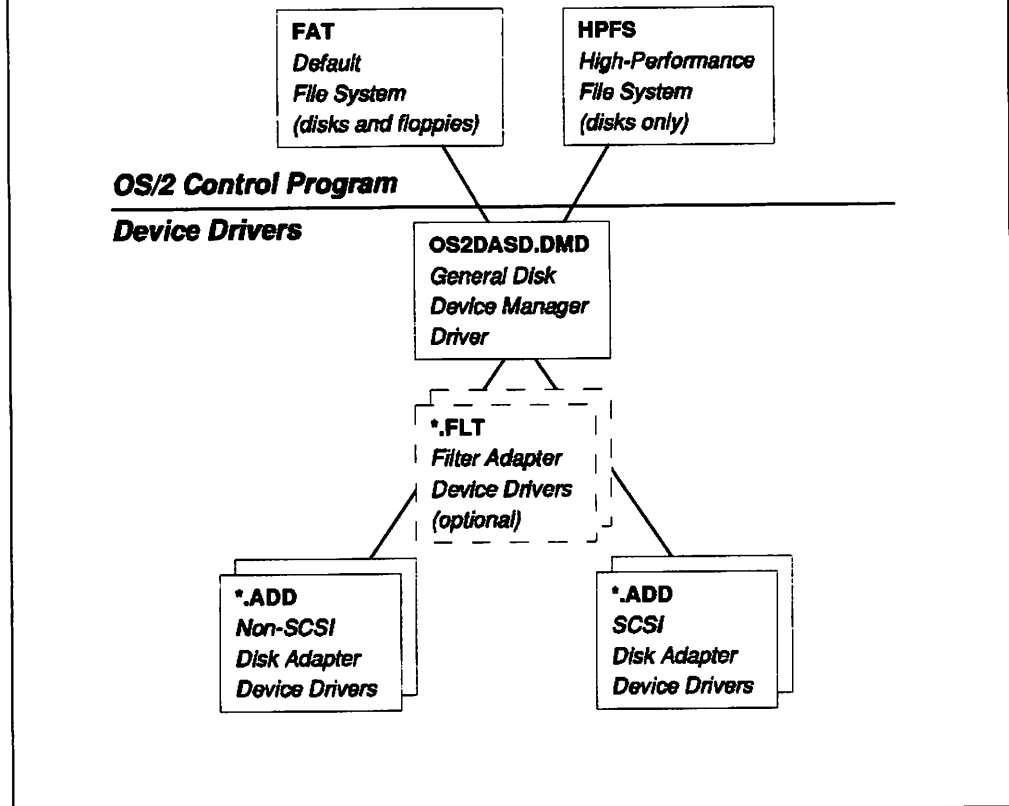 FAT
Default
File System
(disks and floppies)
HPFS
High-Performance
File System
(disks only)
OS/2 Control Program
Device Drivers
OS2DASD.DMD
General Disk
Device Manager
Driver
*.FLT
Filter Adapter
Device Drivers
(optional)
*.ADD
Non-SCSI
Disk Adapter
Device Drivers
*.ADD
SCSI
Disk Adapter
Device Drivers